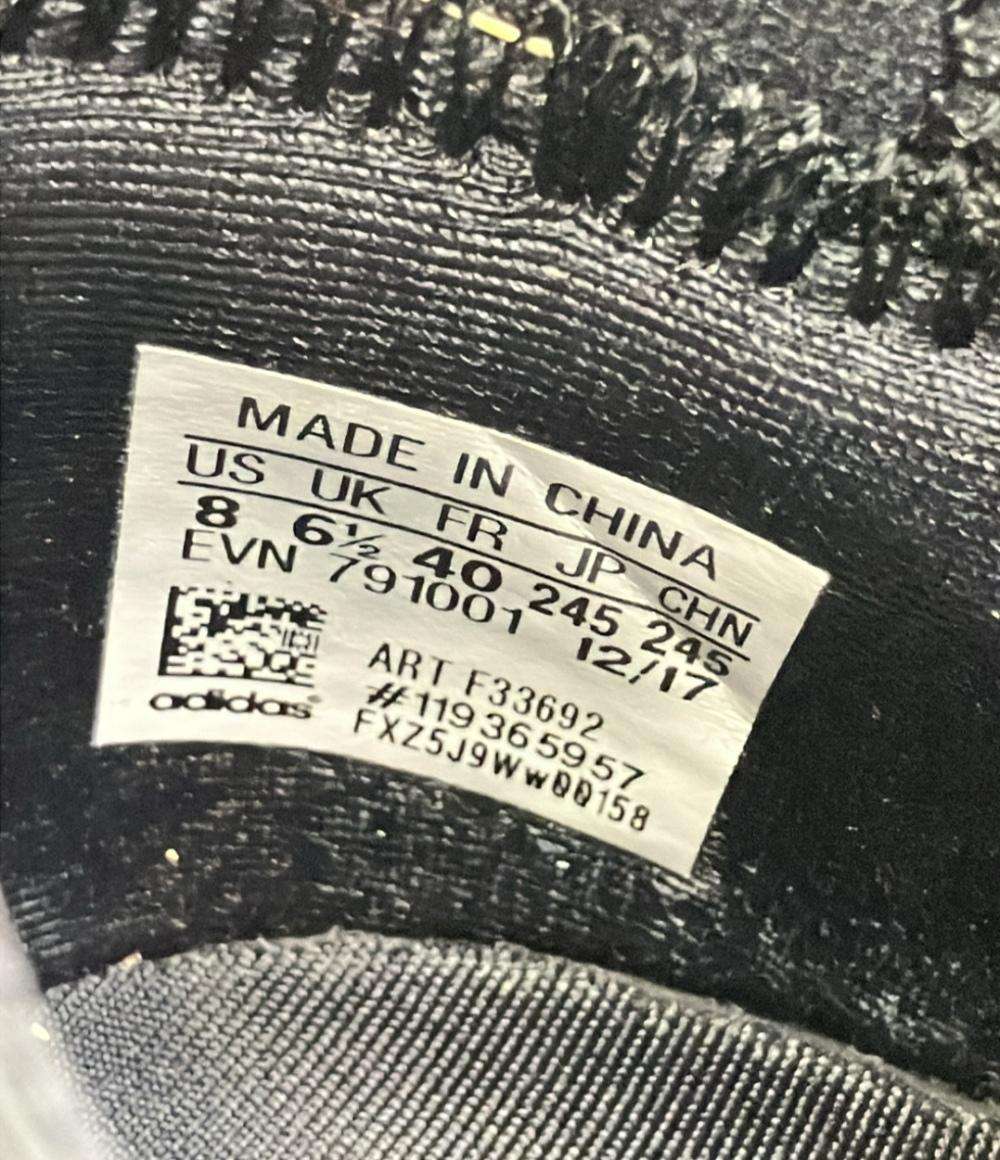 MADE IN CHINA
US UK FR JP CHN
8 6½ 40 245 245
EVN 791001 12/17
ART F33692
#119365957
FXZ5J9Ww00158
adidas